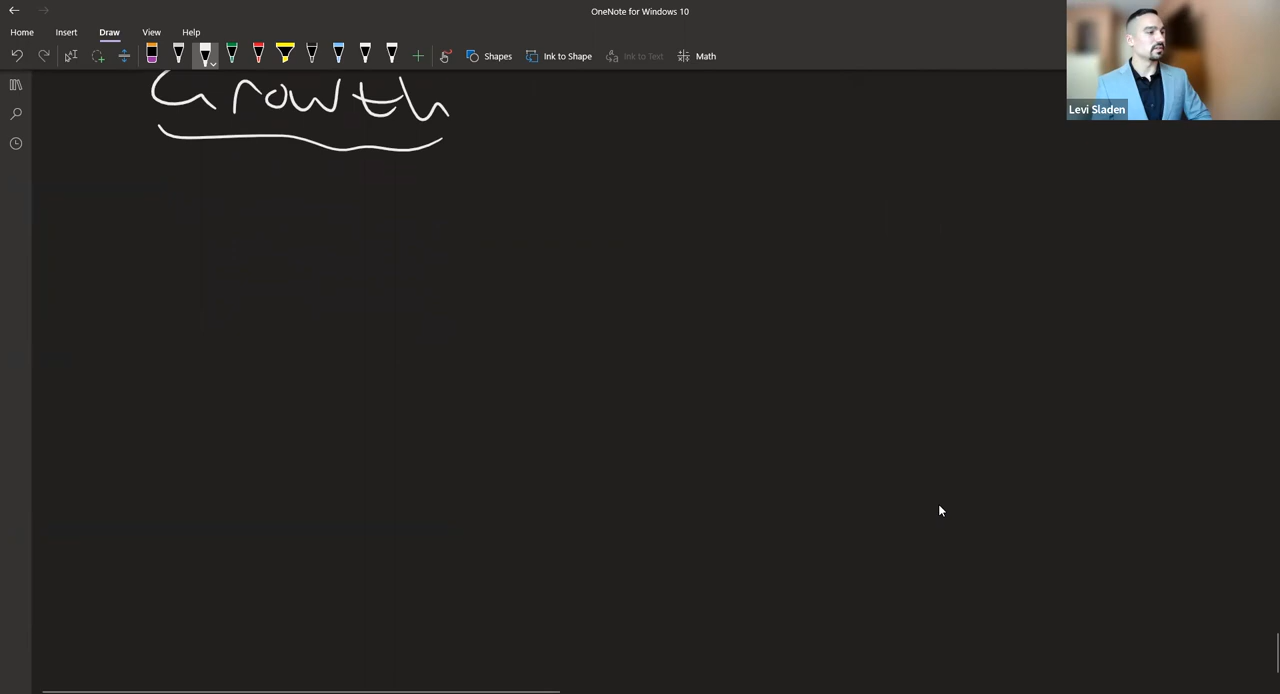 OneNote for Windows 10
Home Insert Draw View Help
Shapes Ink to Shape Ink to Text Math
Levi Sladen
Growth